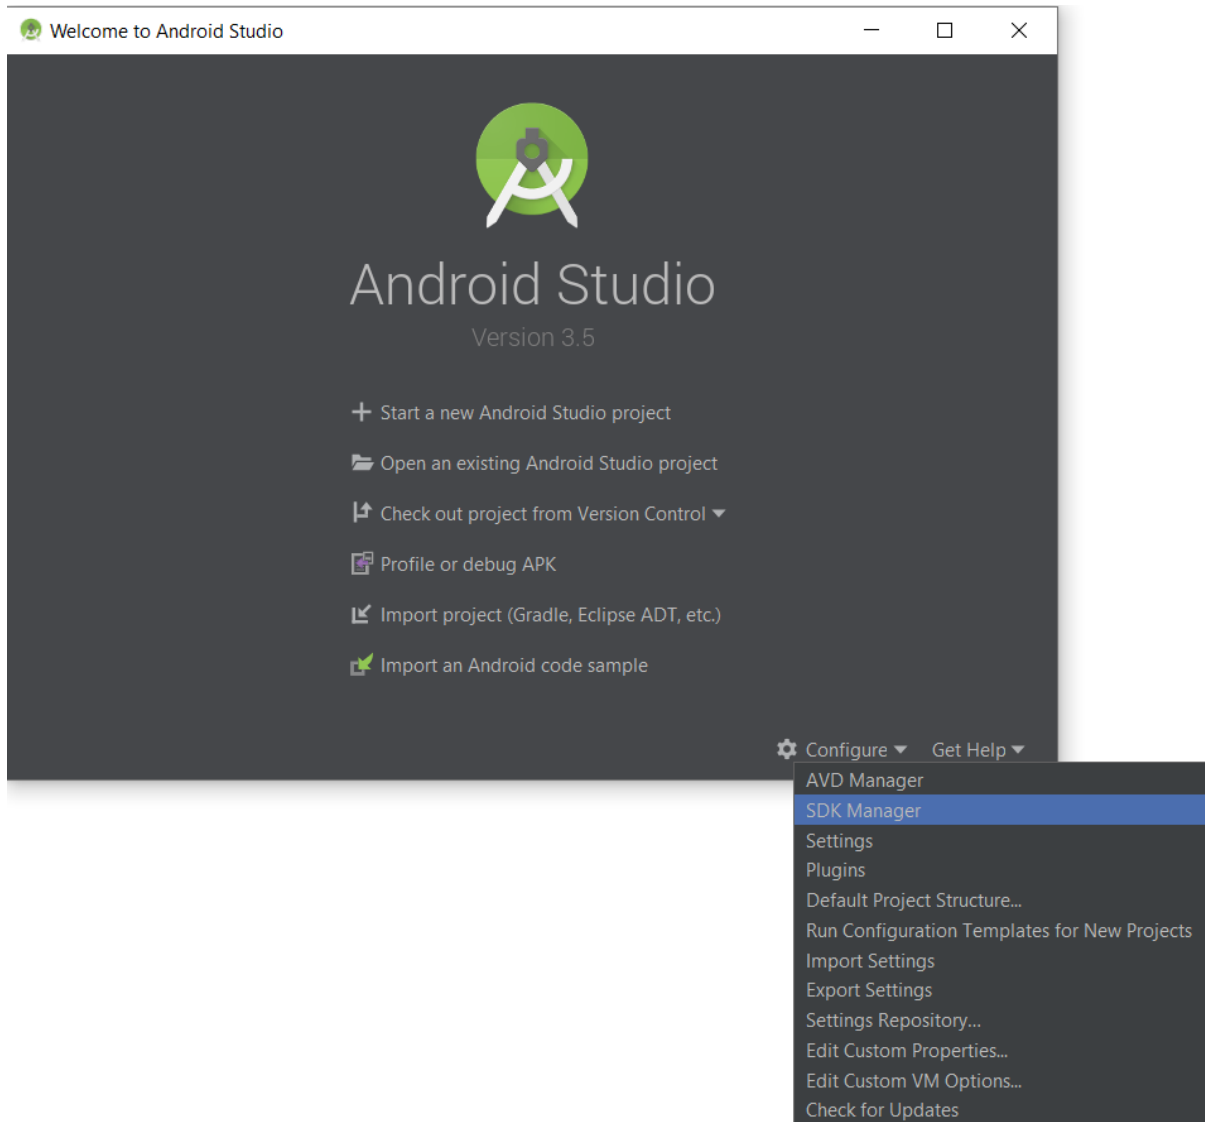 Welcome to Android Studio
Android Studio
Version 3.5
Start a new Android Studio project
Open an existing Android Studio project
Check out project from Version Control
Profile or debug APK
Import project (Gradle, Eclipse ADT, etc.)
Import an Android code sample
Configure Get Help
AVD Manager
SDK Manager
Settings
Plugins
Default Project Structure...
Run Configuration Templates for New Projects
Import Settings
Export Settings
Settings Repository...
Edit Custom Properties...
Edit Custom VM Options...
Check for Updates